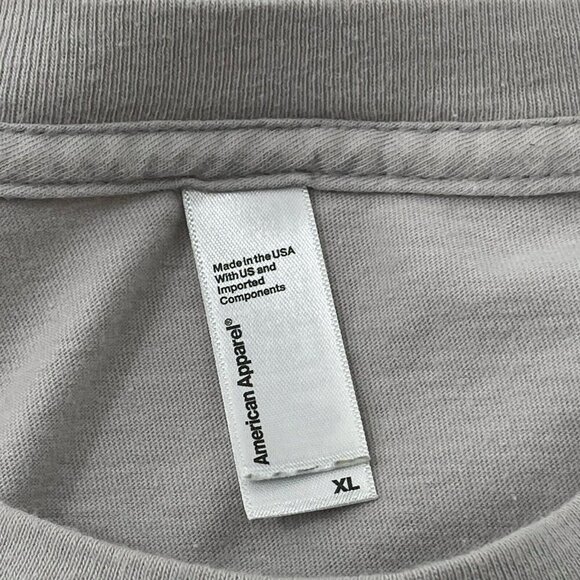 Made in the USA
With US and
Imported
Components
American Apparel®
XL